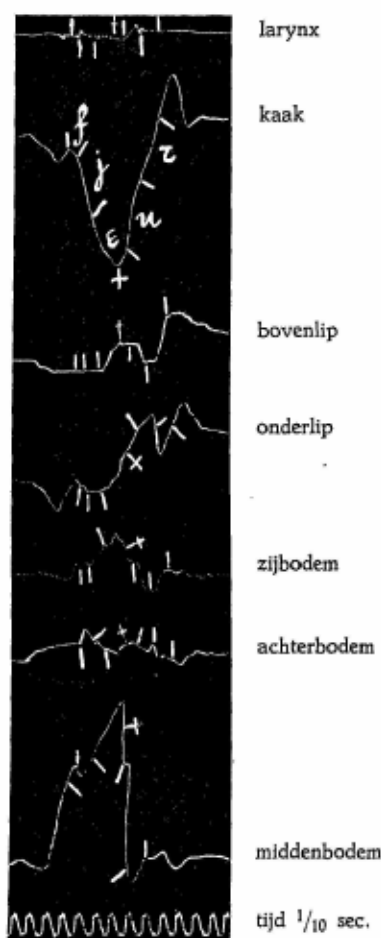 larynx
kaak
f
j
ε
u
r
bovenlip
onderlip
zijbodem
achterbodem
middenbodem
tijd 1/10 sec.